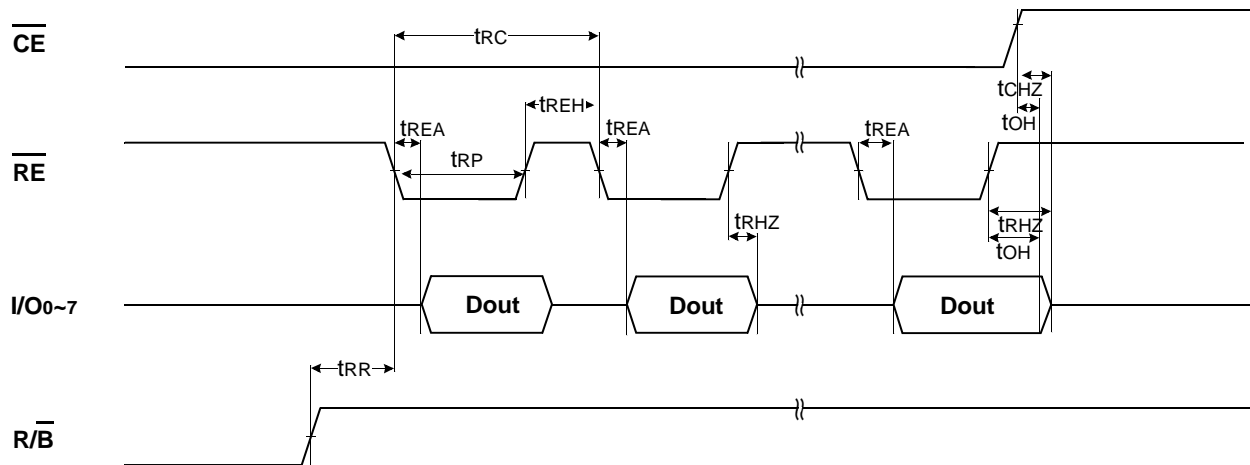 CE
tRC
tCHZ
tREH
tOH
tREA
tREA
tREA
tRP
RE
tRHZ
tRHZ
tOH
I/O0~7
Dout
Dout
Dout
tRR
R/B